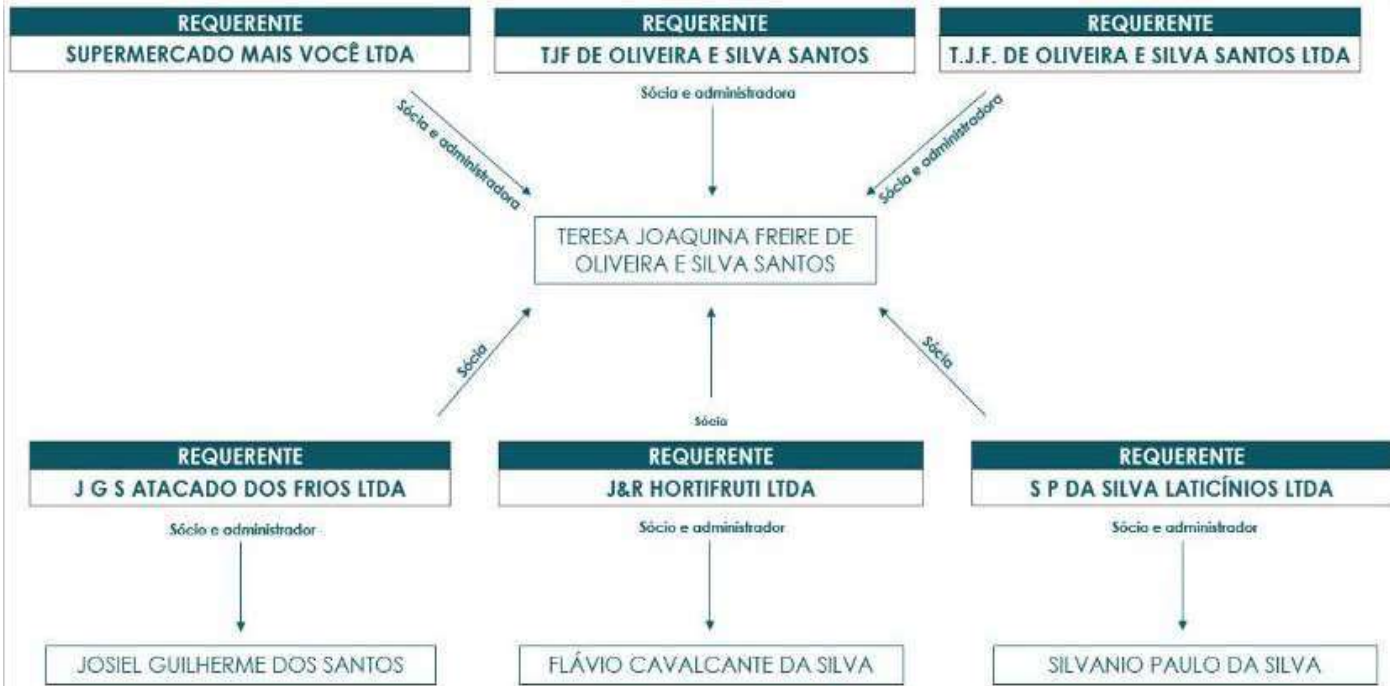 REQUERENTE
SUPERMERCADO MAIS VOCÊ LTDA
REQUERENTE
TJF DE OLIVEIRA E SILVA SANTOS
REQUERENTE
T.J.F. DE OLIVEIRA E SILVA SANTOS LTDA
Sócia e administradora
Sócia e administradora
Sócia e administradora
TERESA JOAQUINA FREIRE DE
OLIVEIRA E SILVA SANTOS
Sócia
Sócia
Sócia
REQUERENTE
J G S ATACADO DOS FRIOS LTDA
REQUERENTE
J&R HORTIFRUTI LTDA
REQUERENTE
S P DA SILVA LATICÍNIOS LTDA
Sócio e administrador
Sócio e administrador
Sócio e administrador
JOSIEL GUILHERME DOS SANTOS
FLÁVIO CAVALCANTE DA SILVA
SILVANIO PAULO DA SILVA